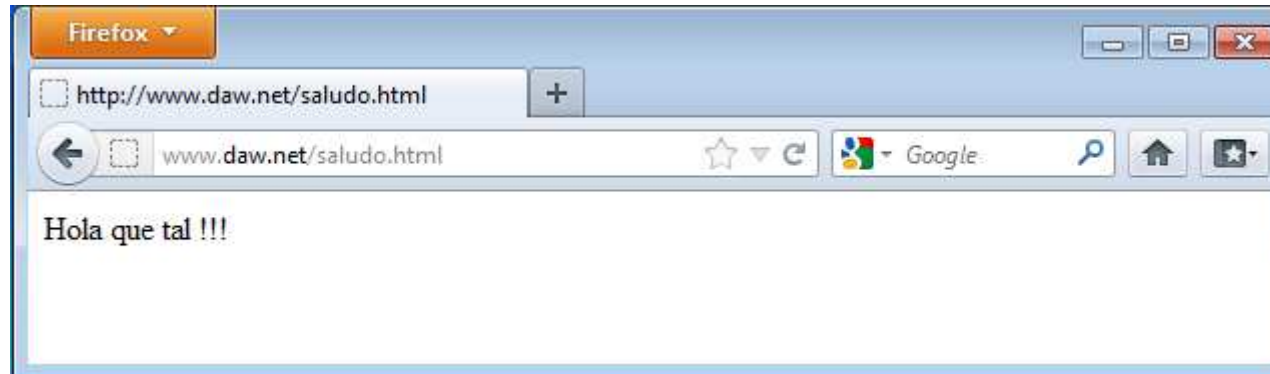 Firefox
http://www.daw.net/saludo.html
www.daw.net/saludo.html
Google
Hola que tal !!!